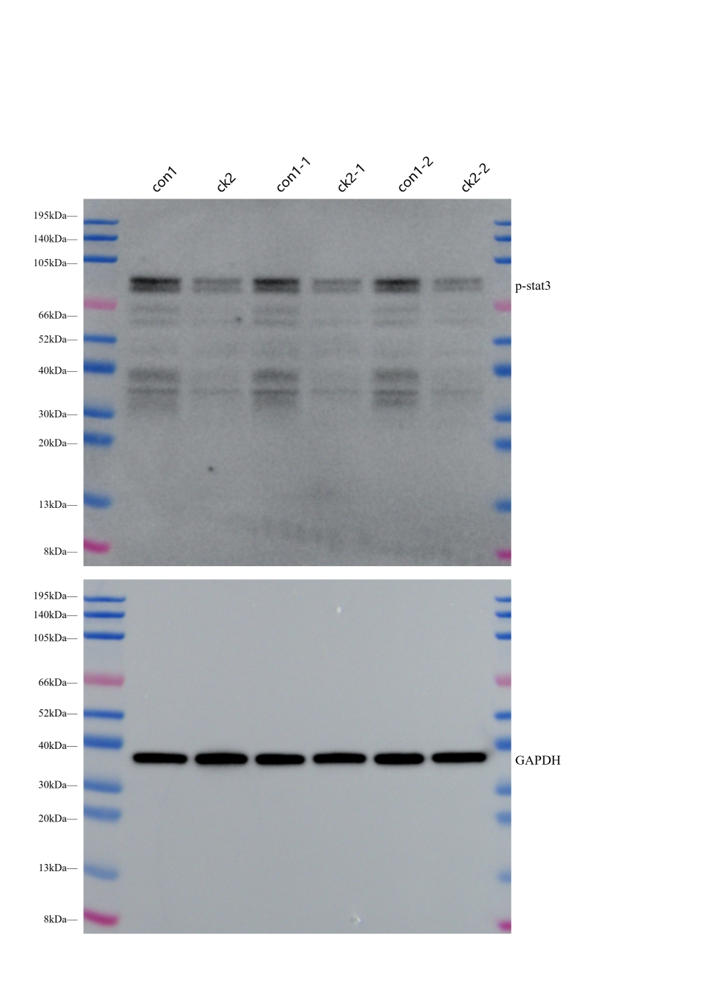 con1 ck2 con1-1 ck2-1 con1-2 ck2-2
195kDa—
140kDa—
105kDa—
p-stat3
66kDa—
52kDa—
40kDa—
30kDa—
20kDa—
13kDa—
8kDa—
195kDa—
140kDa—
105kDa—
66kDa—
52kDa—
40kDa—
GAPDH
30kDa—
20kDa—
13kDa—
8kDa—